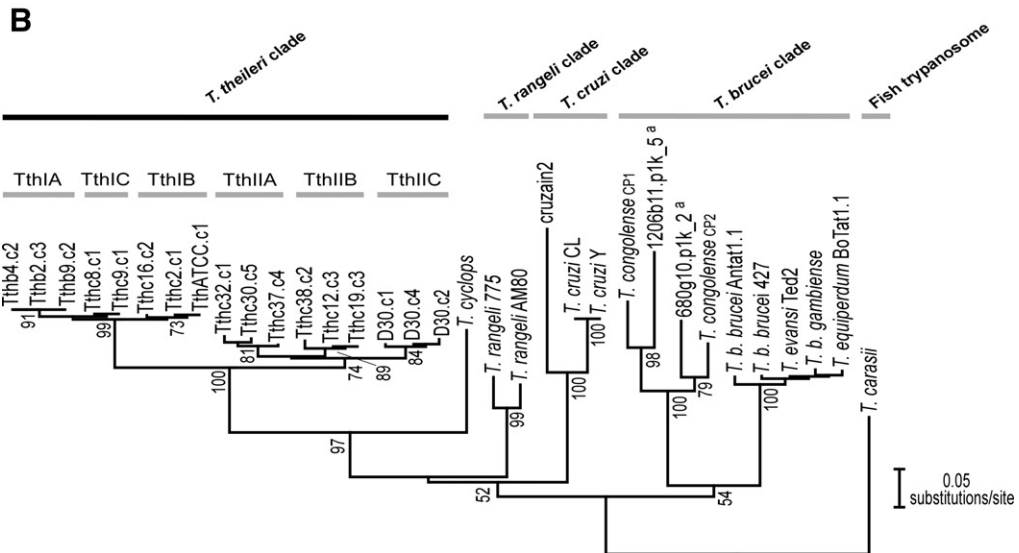 B
T. theileri clade
T. rangeli clade
T. cruzi clade
T. brucei clade
Fish trypanosome
TthIA
TthIC
TthIB
TthIIA
TthIIB
TthIIC
Tthb4.c2
Tthb2.c3
Tthb9.c2
Tthc8.c1
Tthc9.c1
Tthc16.c2
Tthc2.c1
TthATCC.c1
Tthc32.c1
Tthc30.c5
Tthc37.c4
Tthc38.c2
Tthc12.c3
Tthc19.c3
D30.c1
D30.c4
D30.c2
T. cyclops
T. rangeli 775
T. rangeli AM80
cruzain2
T. cruzi CL
T. cruzi Y
T. congolense CP1
1206b11.p1k_5 a
680g10.p1k_2 a
T. congolense CP2
T. b. brucei Antat1.1
T. b. brucei 427
T. evansi Ted2
T. b. gambiense
T. equiperdum BoTat1.1
T. carasii
91
99
73
81
74
89
84
100
97
99
100
100
98
79
100
100
52
54
0.05
substitutions/site